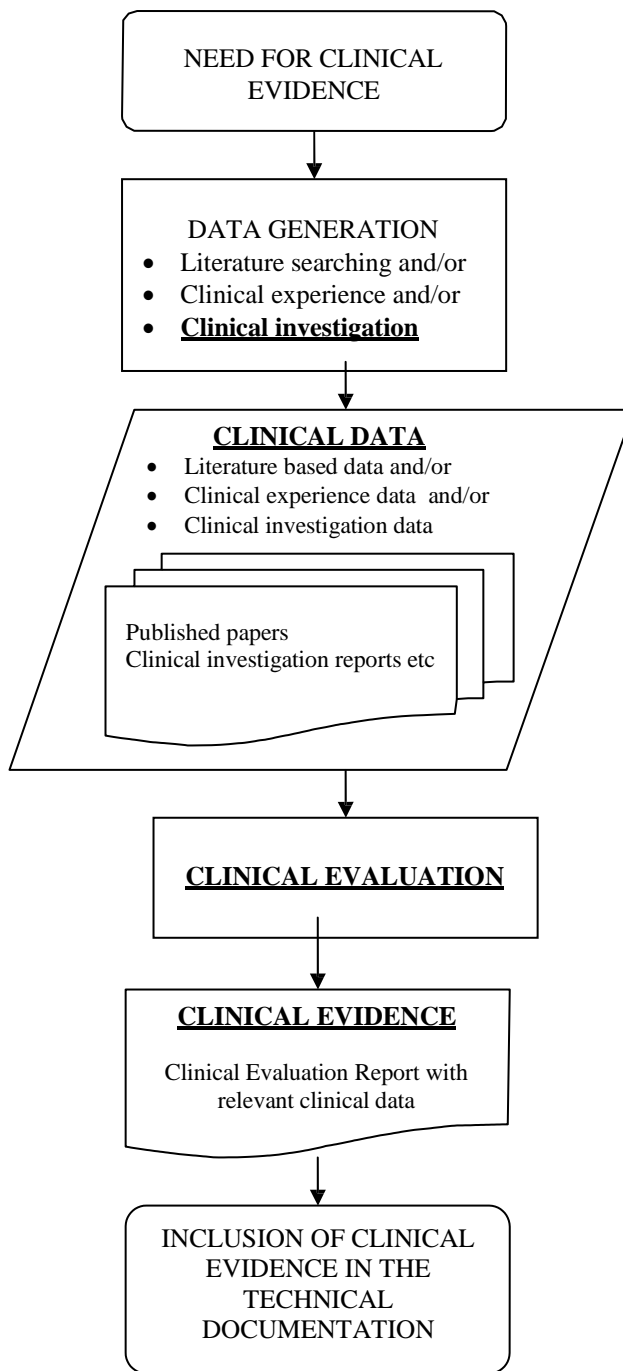 NEED FOR CLINICAL
EVIDENCE
DATA GENERATION
• Literature searching and/or
• Clinical experience and/or
• Clinical investigation
CLINICAL DATA
• Literature based data and/or
• Clinical experience data and/or
• Clinical investigation data
Published papers
Clinical investigation reports etc
CLINICAL EVALUATION
CLINICAL EVIDENCE
Clinical Evaluation Report with
relevant clinical data
INCLUSION OF CLINICAL
EVIDENCE IN THE
TECHNICAL
DOCUMENTATION